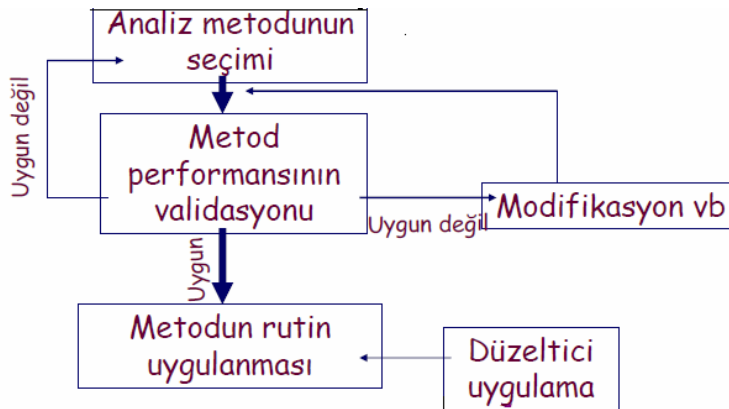 Analiz metodunun
seçimi
Uygun değil
Metod
performansının
validasyonu
Uygun değil
Modifikasyon vb
Uygun
Metodun rutin
uygulanması
Düzeltici
uygulama